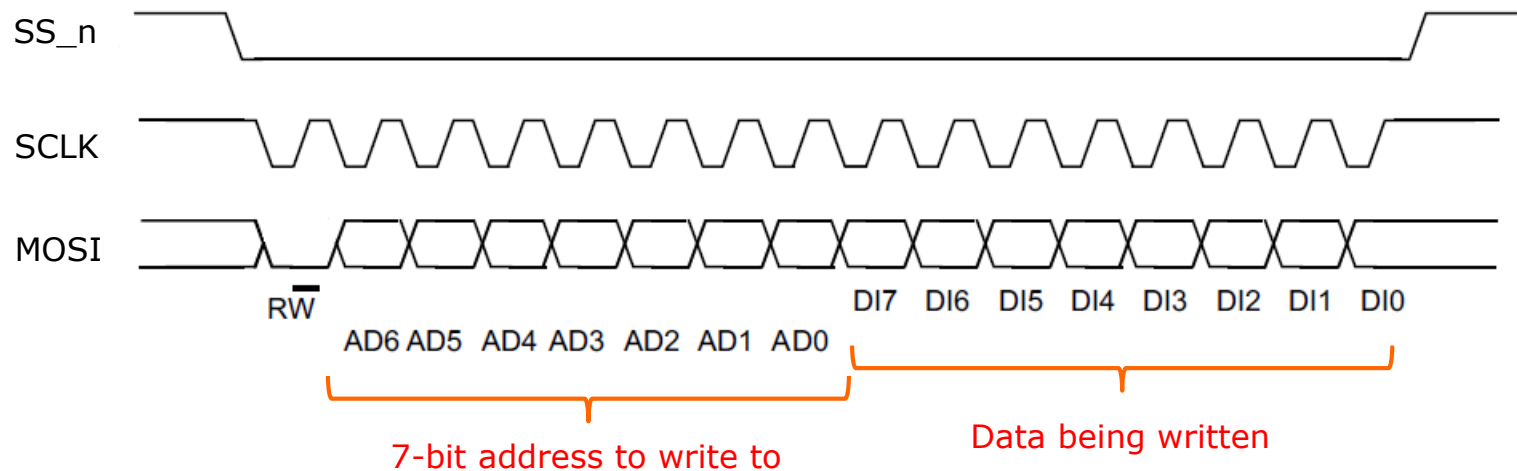 SS_n
SCLK
MOSI
RW̅
DI7 DI6 DI5 DI4 DI3 DI2 DI1 DI0
AD6 AD5 AD4 AD3 AD2 AD1 AD0
Data being written
7-bit address to write to